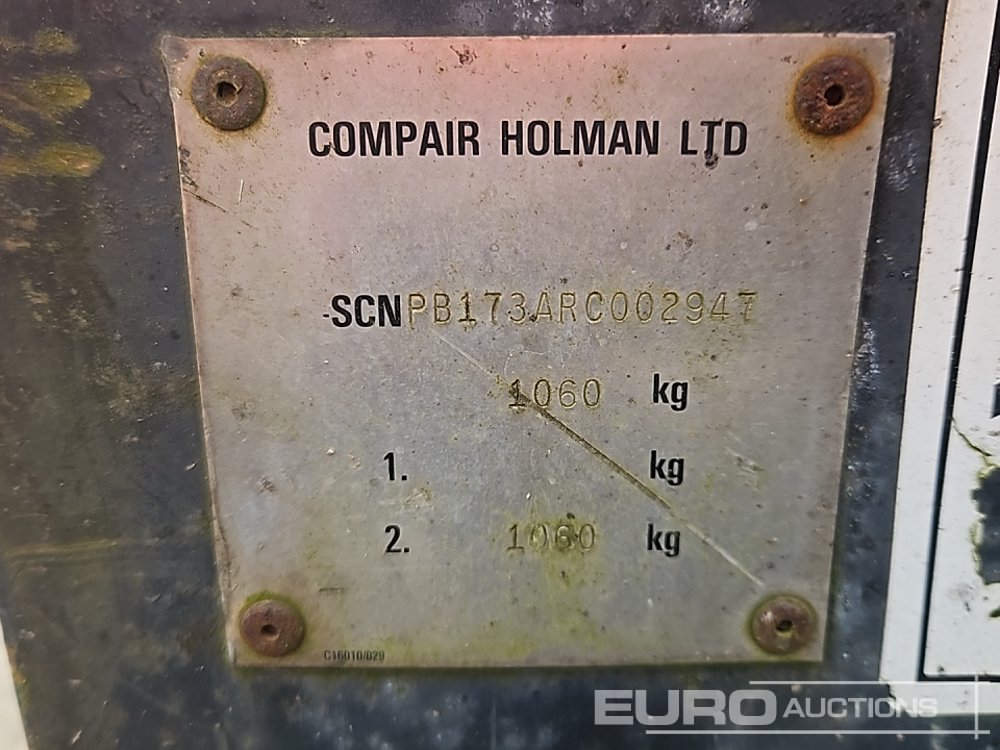 COMPAIR HOLMAN LTD
SCNPB173ARC002947
1060 kg
1. kg
2. 1060 kg
C16010/029
EURO AUCTIONS